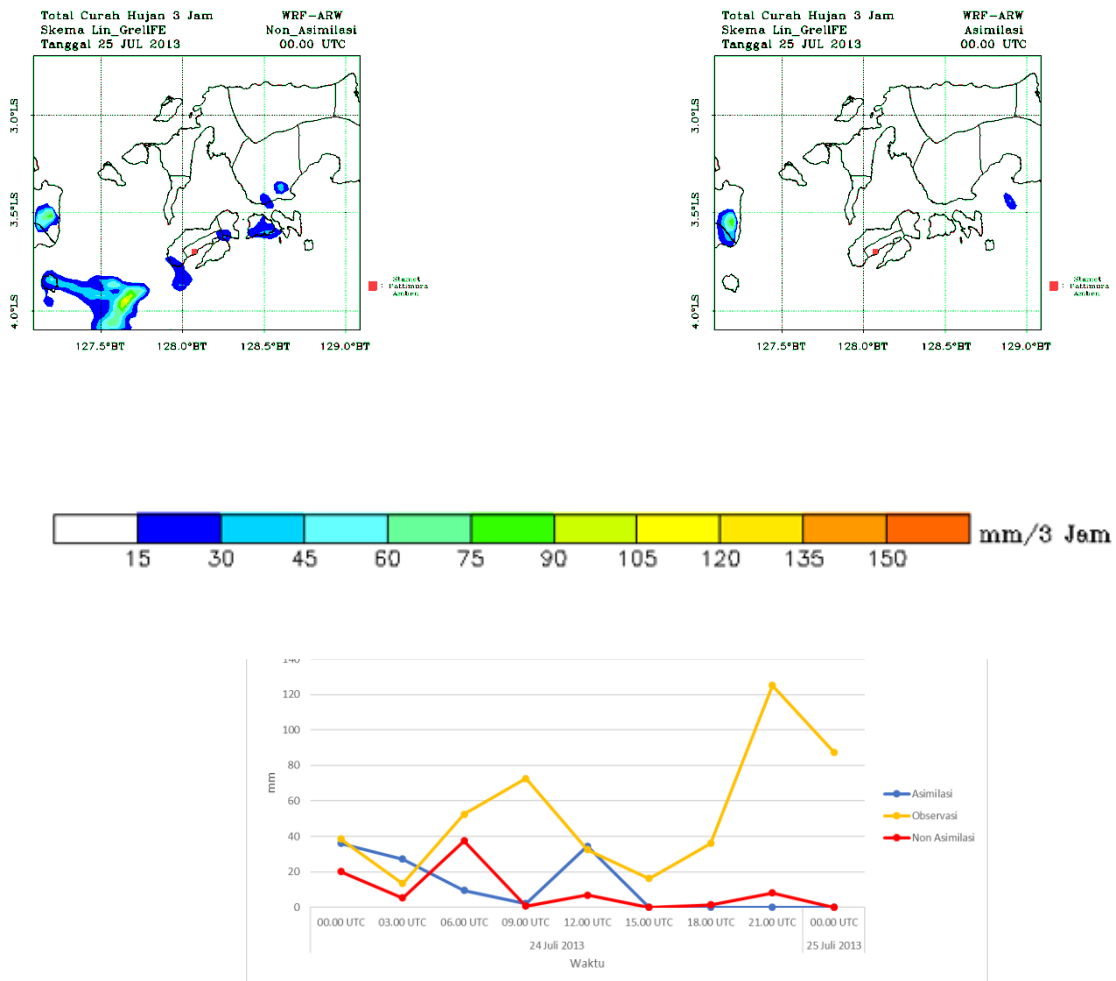 Total Curah Hujan 3 Jam WRF-ARW
Skema Lin_GrellFE Non_Asimilasi
Tanggal 25 JUL 2013 00.00 UTC
3.0°LS
3.5°LS
4.0°LS
127.5°BT 128.0°BT 128.5°BT 129.0°BT
Stamet
: Pattimura
Ambon
Total Curah Hujan 3 Jam WRF-ARW
Skema Lin_GrellFE Asimilasi
Tanggal 25 JUL 2013 00.00 UTC
3.0°LS
3.5°LS
4.0°LS
127.5°BT 128.0°BT 128.5°BT 129.0°BT
Stamet
: Pattimura
Ambon
15 30 45 60 75 90 105 120 135 150 mm/3 Jam
140
120
100
80
60
40
20
0
mm
00.00 UTC 03.00 UTC 06.00 UTC 09.00 UTC 12.00 UTC 15.00 UTC 18.00 UTC 21.00 UTC 00.00 UTC
24 Juli 2013 25 Juli 2013
Waktu
Asimilasi
Observasi
Non Asimilasi